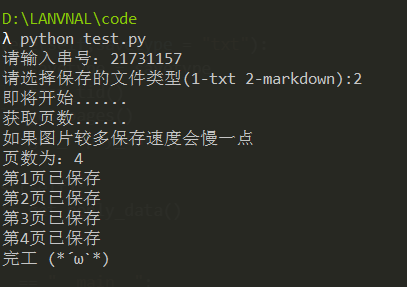 D:\LANVNAL\code
λ python test.py
请输入串号：21731157
请选择保存的文件类型(1-txt 2-markdown):2
即将开始......
获取页数......
如果图片较多保存速度会慢一点
页数为：4
第1页已保存
第2页已保存
第3页已保存
第4页已保存
完工 (*´ω`*)